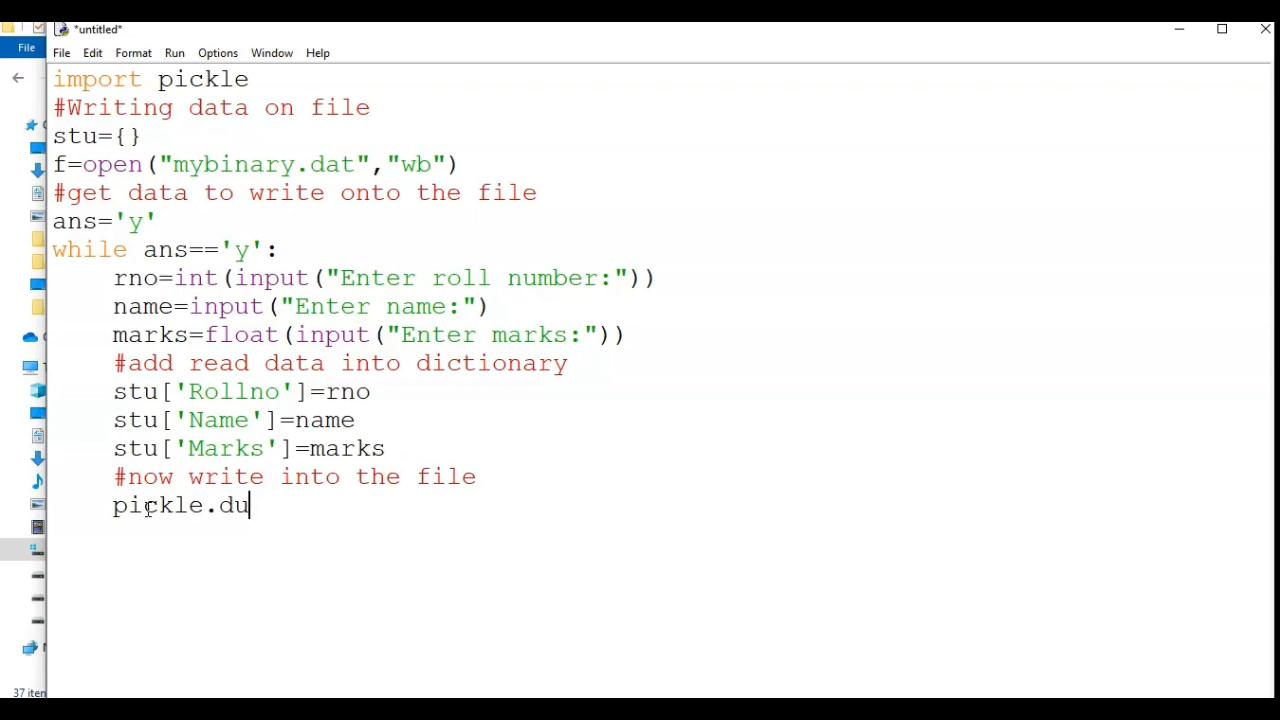 *untitled*
File
File Edit Format Run Options Window Help
import pickle
#Writing data on file
stu={}
f=open("mybinary.dat","wb")
#get data to write onto the file
ans='y'
while ans=='y':
    rno=int(input("Enter roll number:"))
    name=input("Enter name:")
    marks=float(input("Enter marks:"))
    #add read data into dictionary
    stu['Rollno']=rno
    stu['Name']=name
    stu['Marks']=marks
    #now write into the file
    pickle.du